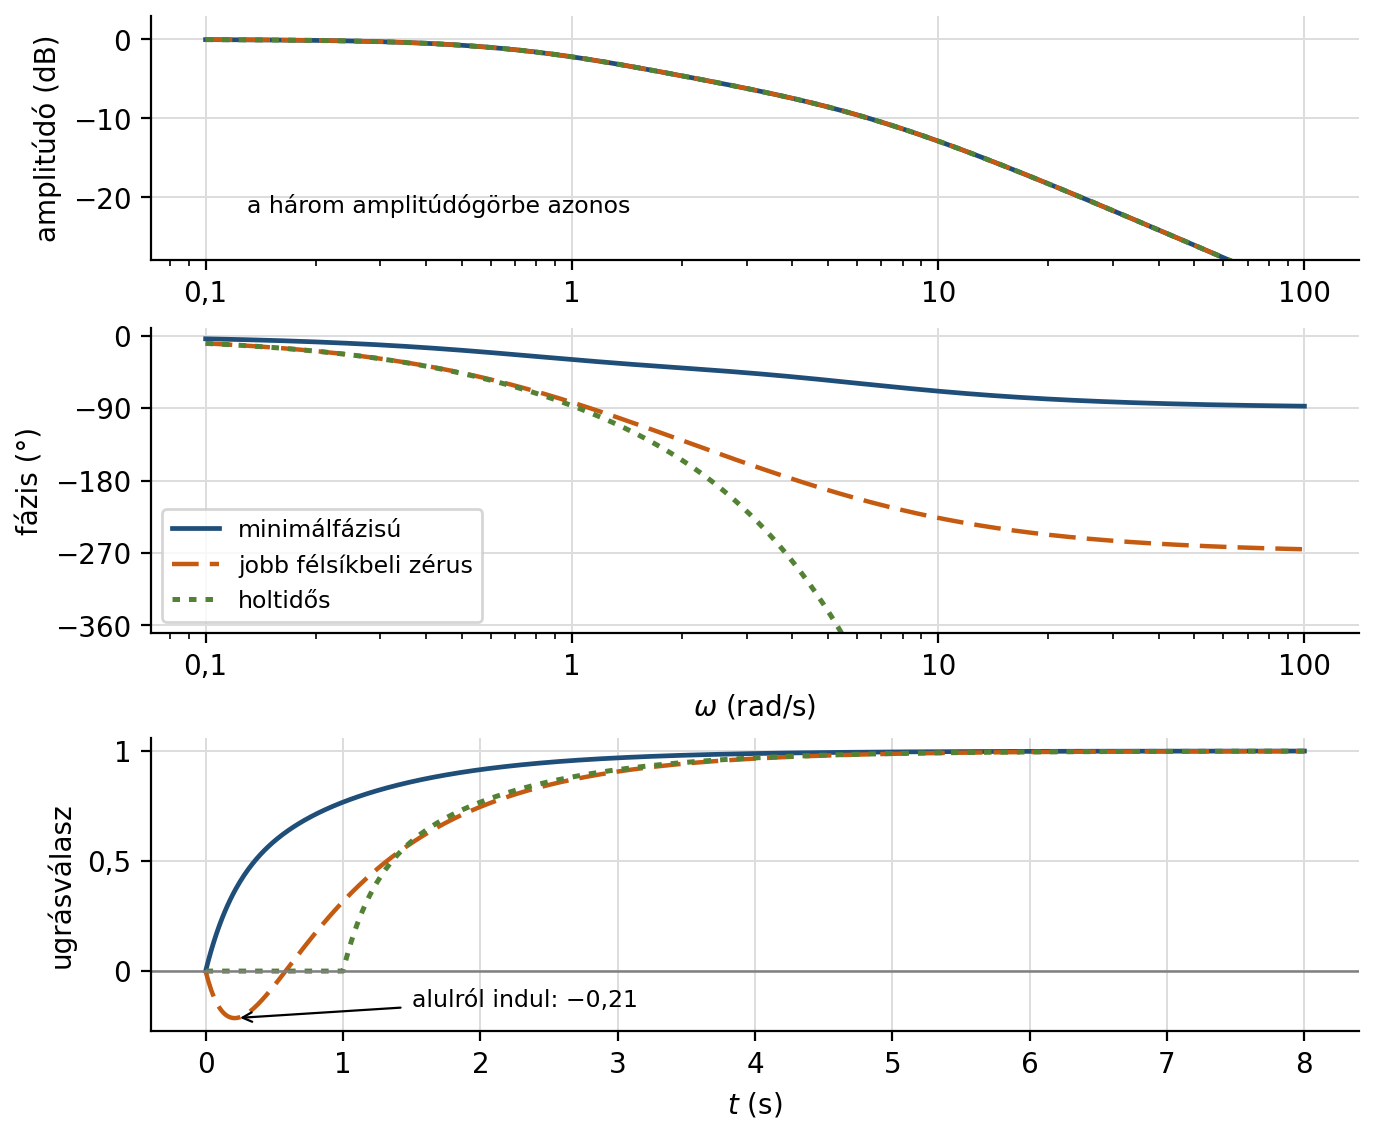 amplitúdó (dB)
0
−10
−20
a három amplitúdógörbe azonos
0,1 1 10 100
fázis (°)
0
−90
−180
−270
−360
minimálfázisú
jobb félsíkbeli zérus
holtidős
0,1 1 10 100
ω (rad/s)
ugrásválasz
1
0,5
0
alulról indul: −0,21
0 1 2 3 4 5 6 7 8
t (s)